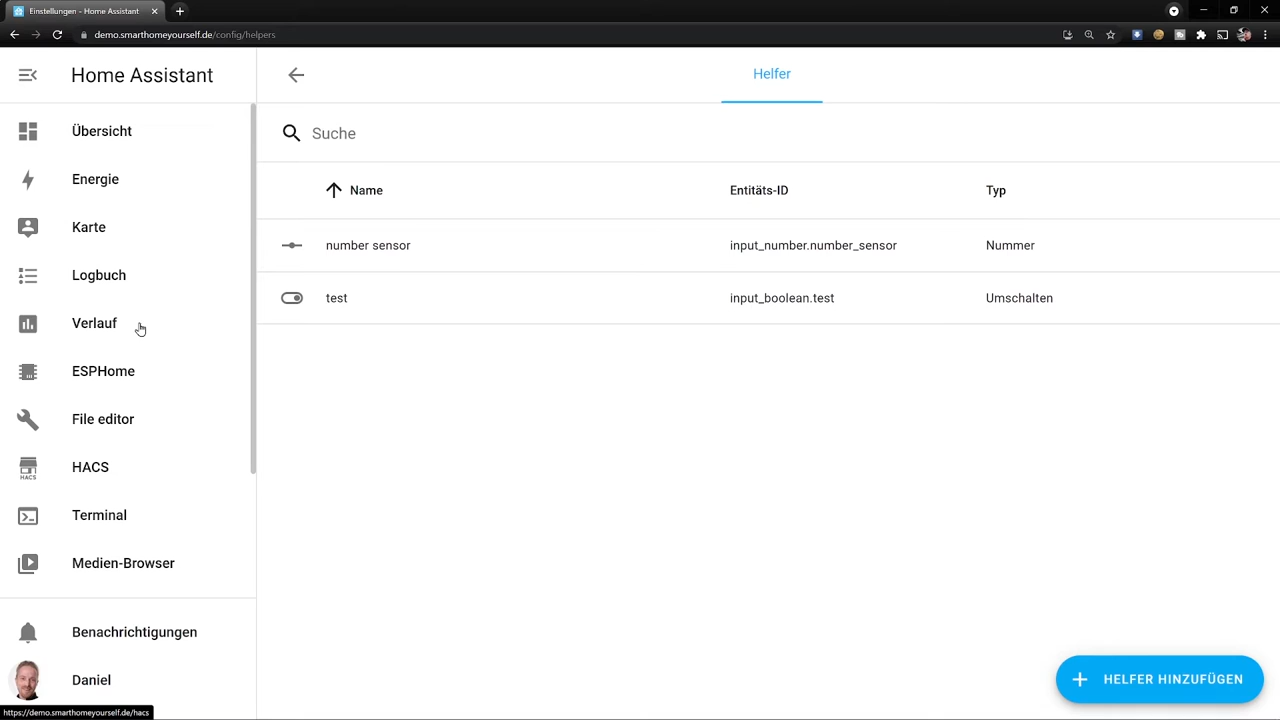 Einstellungen - Home Assistant
demo.smarthomeyourself.de/config/helpers
Home Assistant
Helfer
Übersicht
Suche
Energie
Name Entitäts-ID Typ
Karte
number sensor input_number.number_sensor Nummer
Logbuch
test input_boolean.test Umschalten
Verlauf
ESPHome
File editor
HACS
HACS
Terminal
Medien-Browser
Benachrichtigungen
Daniel
HELFER HINZUFÜGEN
https://demo.smarthomeyourself.de/hacs